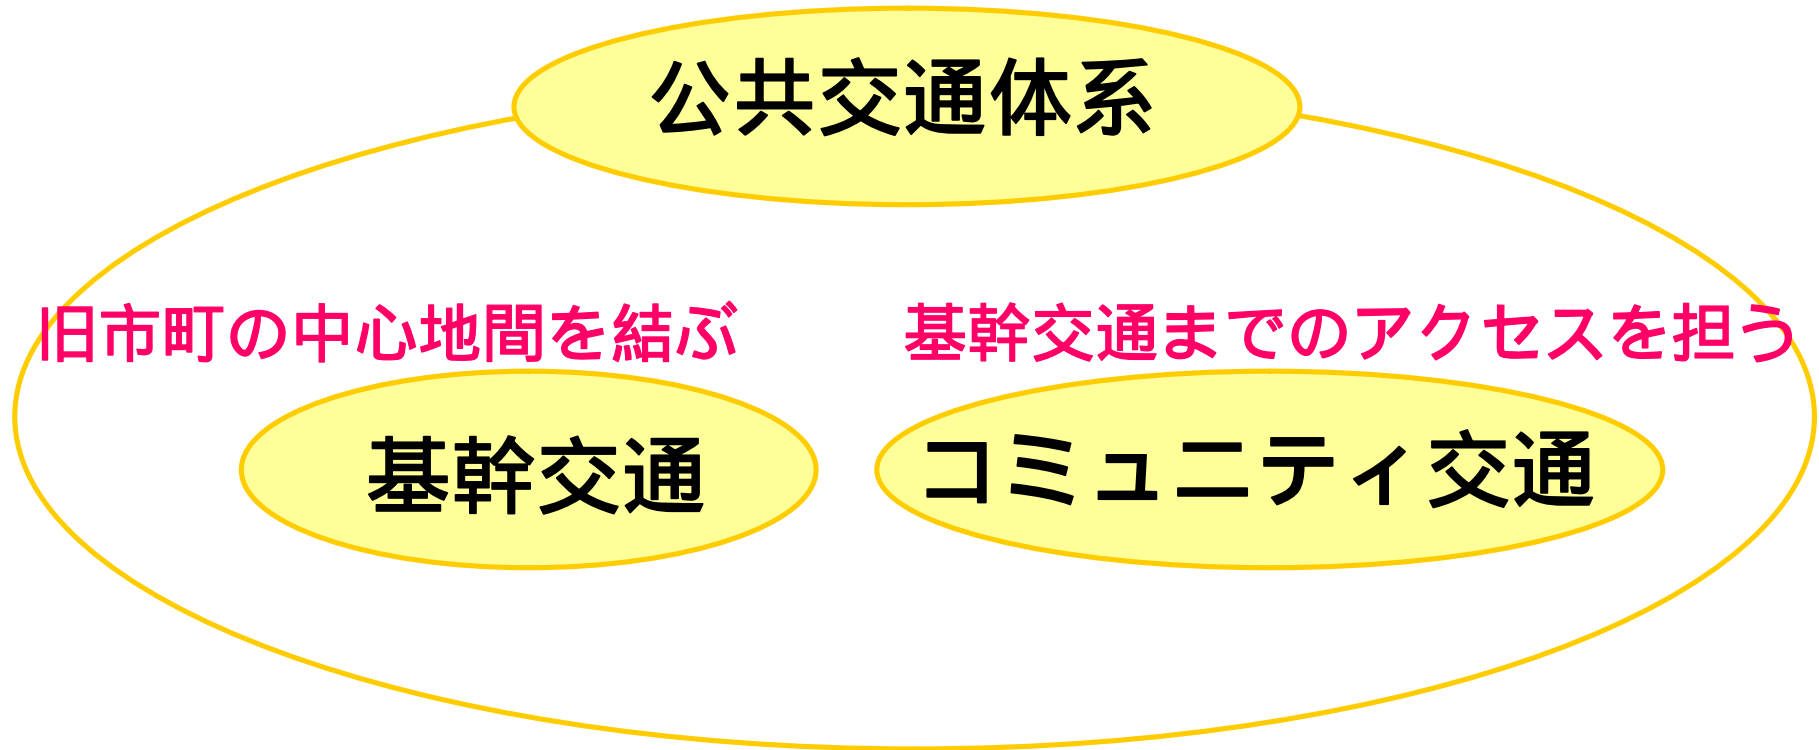 公共交通体系
旧市町の中心地間を結ぶ
基幹交通までのアクセスを担う
基幹交通
コミュニティ交通